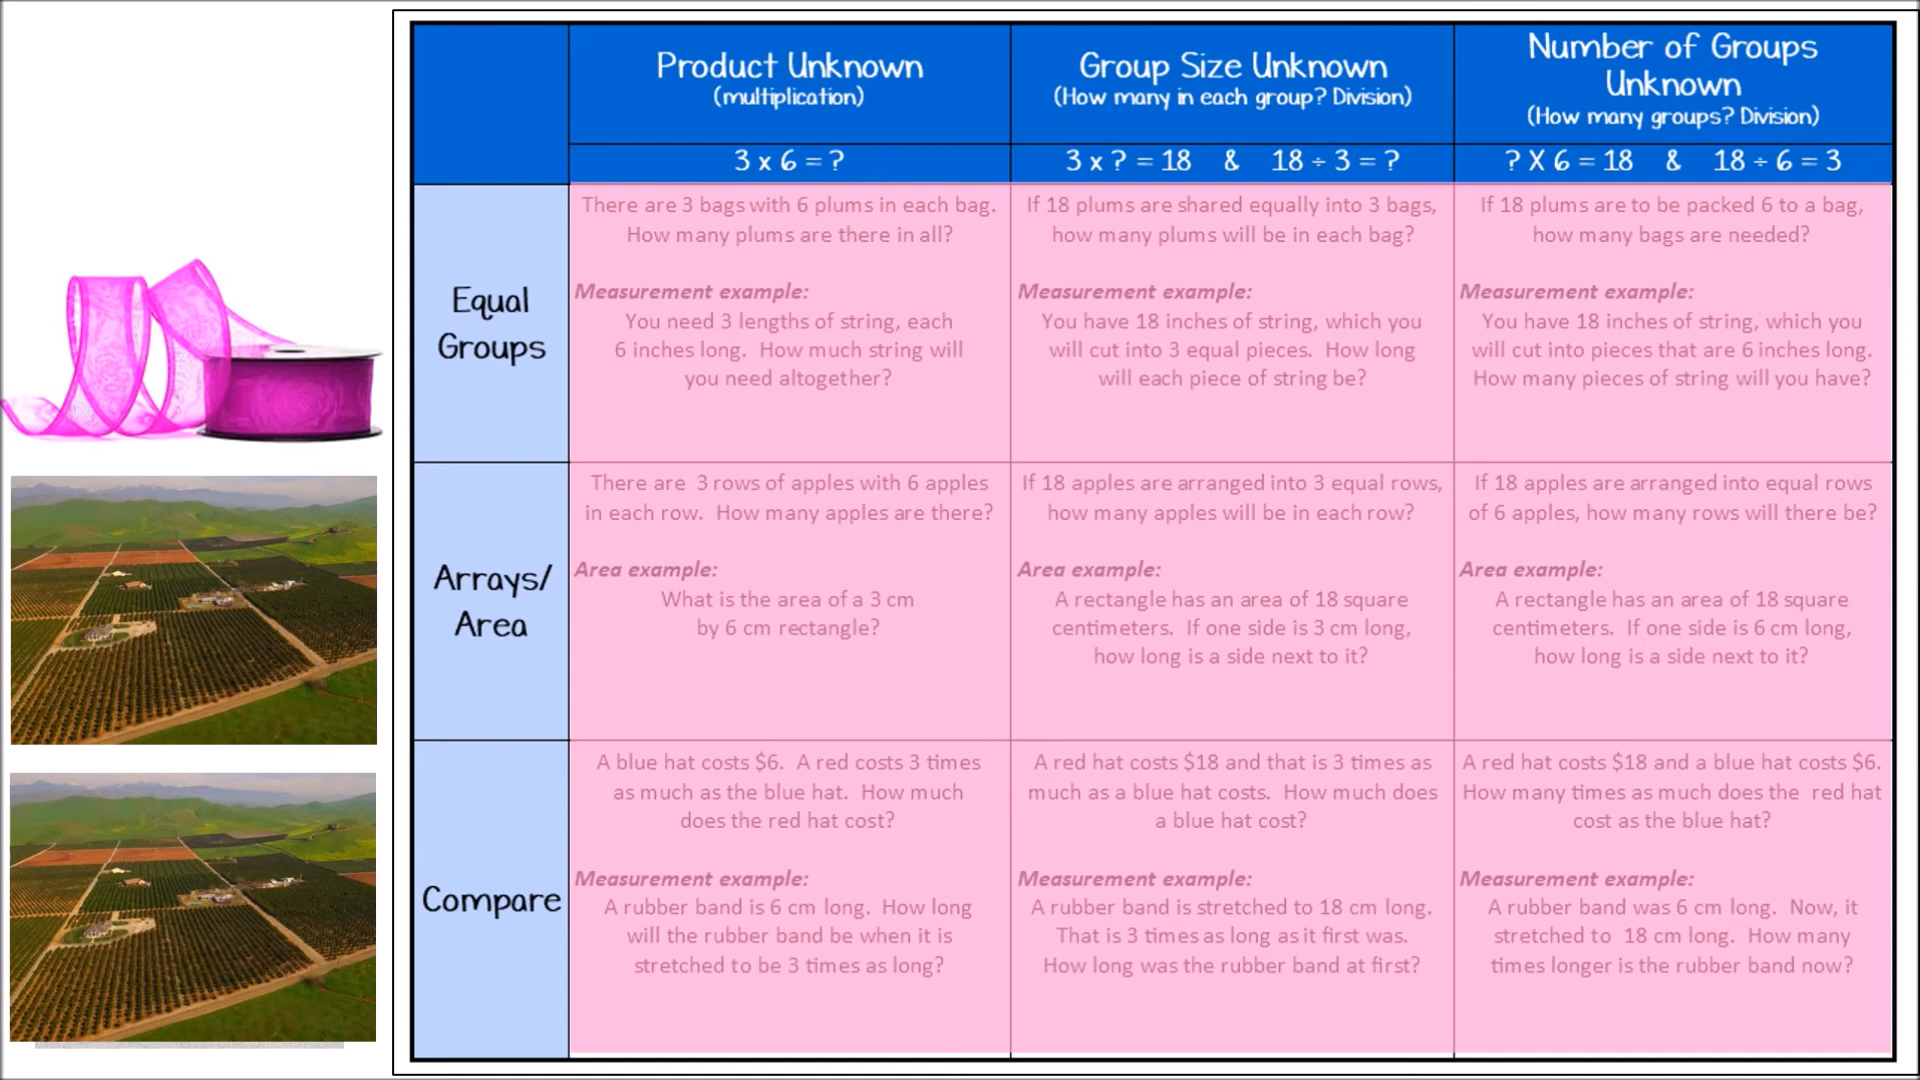 Product Unknown
(multiplication)
Group Size Unknown
(How many in each group? Division)
Number of Groups
Unknown
(How many groups? Division)
3 x 6 = ?
3 x ? = 18 & 18 ÷ 3 = ?
? X 6 = 18 & 18 ÷ 6 = 3
Equal
Groups
There are 3 bags with 6 plums in each bag.
How many plums are there in all?
Measurement example:
You need 3 lengths of string, each
6 inches long. How much string will
you need altogether?
If 18 plums are shared equally into 3 bags,
how many plums will be in each bag?
Measurement example:
You have 18 inches of string, which you
will cut into 3 equal pieces. How long
will each piece of string be?
If 18 plums are to be packed 6 to a bag,
how many bags are needed?
Measurement example:
You have 18 inches of string, which you
will cut into pieces that are 6 inches long.
How many pieces of string will you have?
Arrays/
Area
There are 3 rows of apples with 6 apples
in each row. How many apples are there?
Area example:
What is the area of a 3 cm
by 6 cm rectangle?
If 18 apples are arranged into 3 equal rows,
how many apples will be in each row?
Area example:
A rectangle has an area of 18 square
centimeters. If one side is 3 cm long,
how long is a side next to it?
If 18 apples are arranged into equal rows
of 6 apples, how many rows will there be?
Area example:
A rectangle has an area of 18 square
centimeters. If one side is 6 cm long,
how long is a side next to it?
Compare
A blue hat costs $6. A red costs 3 times
as much as the blue hat. How much
does the red hat cost?
Measurement example:
A rubber band is 6 cm long. How long
will the rubber band be when it is
stretched to be 3 times as long?
A red hat costs $18 and that is 3 times as
much as a blue hat costs. How much does
a blue hat cost?
Measurement example:
A rubber band is stretched to 18 cm long.
That is 3 times as long as it first was.
How long was the rubber band at first?
A red hat costs $18 and a blue hat costs $6.
How many times as much does the red hat
cost as the blue hat?
Measurement example:
A rubber band was 6 cm long. Now, it
stretched to 18 cm long. How many
times longer is the rubber band now?